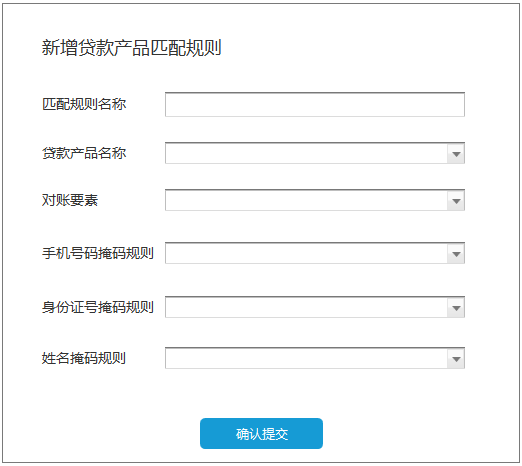 新增贷款产品匹配规则
匹配规则名称
贷款产品名称
对账要素
手机号码掩码规则
身份证号掩码规则
姓名掩码规则
确认提交